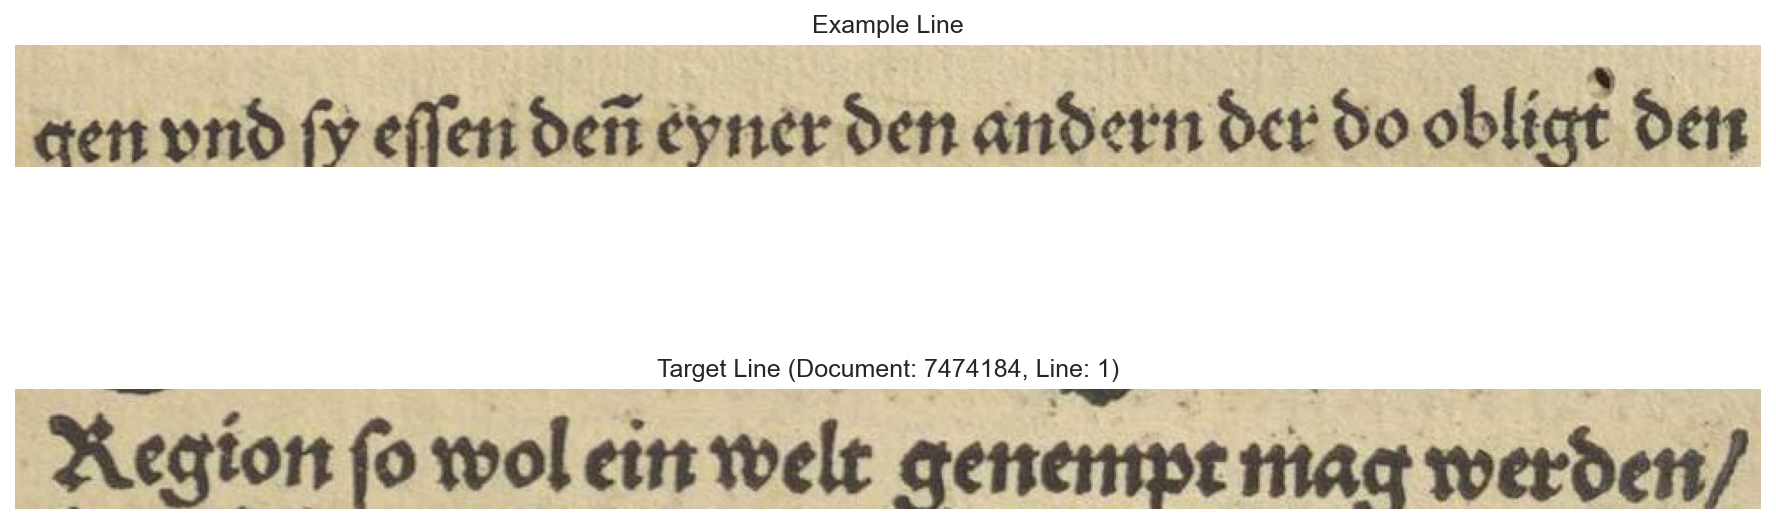 Example Line
gen vnd ſy eſſen den̄ eyner den andern der do obligt den
Target Line (Document: 7474184, Line: 1)
Region ſo wol ein welt genempt mag werden/